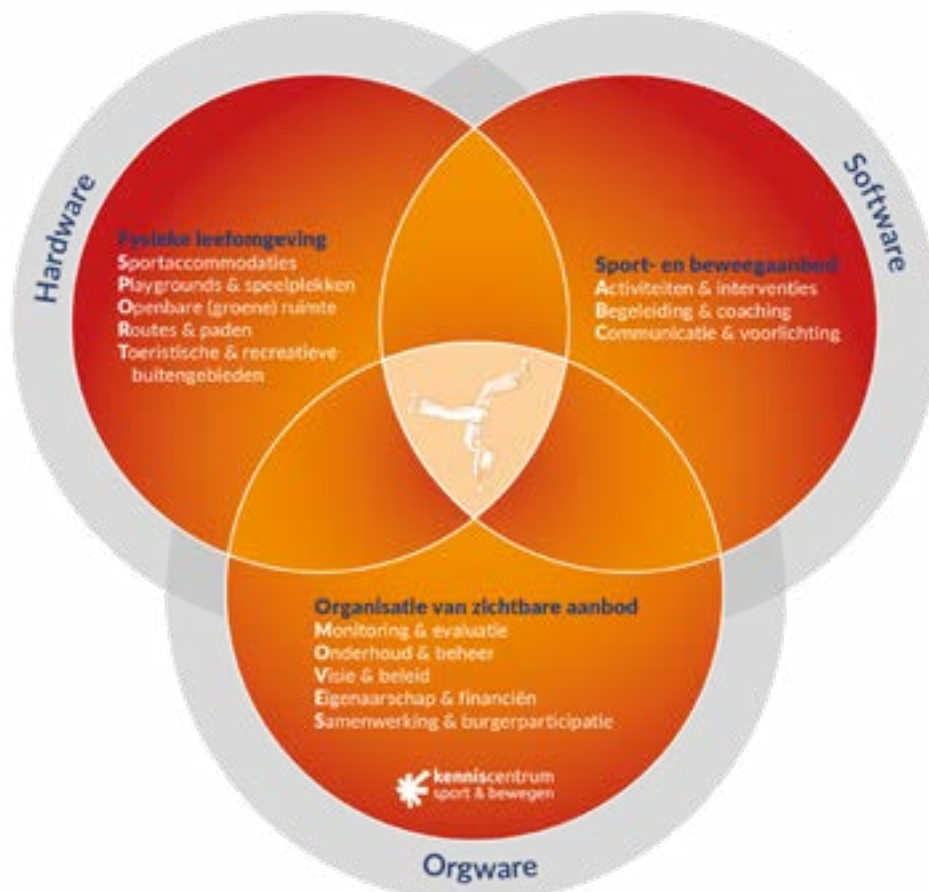 Hardware
Software
Fysieke leefomgeving
Sportaccommodaties
Playgrounds & speelplekken
Openbare (groene) ruimte
Routes & paden
Toeristische & recreatieve
buitengebieden
Sport- en beweegaanbod
Activiteiten & interventies
Begeleiding & coaching
Communicatie & voorlichting
Organisatie van zichtbare aanbod
Monitoring & evaluatie
Onderhoud & beheer
Visie & beleid
Eigenaarschap & financiën
Samenwerking & burgerparticipatie
kenniscentrum
sport & bewegen
Orgware